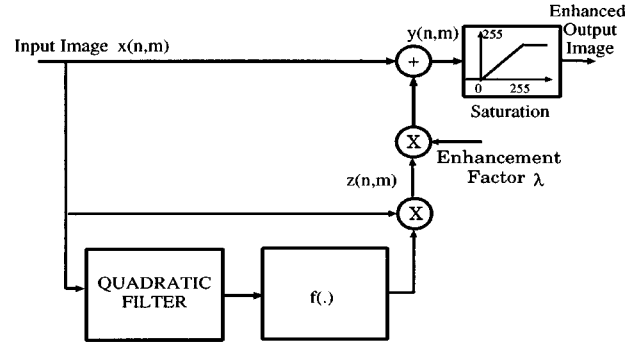 Input Image x(n,m)
y(n,m)
Enhanced
Output
Image
+
255
0 255
Saturation
X
Enhancement
Factor λ
z(n,m)
X
QUADRATIC
FILTER
f(.)